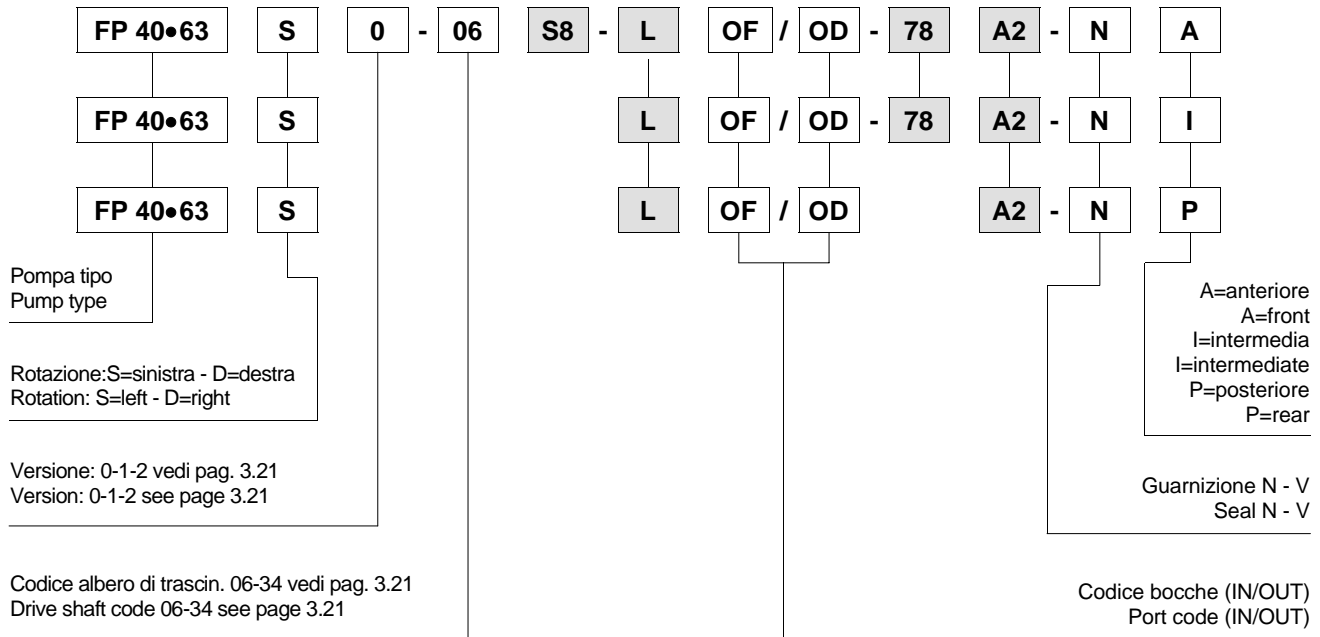 FP 40•63 S 0 - 06 S8 - L OF / OD - 78 A2 - N A
FP 40•63 S L OF / OD - 78 A2 - N I
FP 40•63 S L OF / OD A2 - N P
Pompa tipo
Pump type
A=anteriore
A=front
I=intermedia
I=intermediate
P=posteriore
P=rear
Rotazione:S=sinistra - D=destra
Rotation: S=left - D=right
Versione: 0-1-2 vedi pag. 3.21
Version: 0-1-2 see page 3.21
Guarnizione N - V
Seal N - V
Codice albero di trascin. 06-34 vedi pag. 3.21
Drive shaft code 06-34 see page 3.21
Codice bocche (IN/OUT)
Port code (IN/OUT)